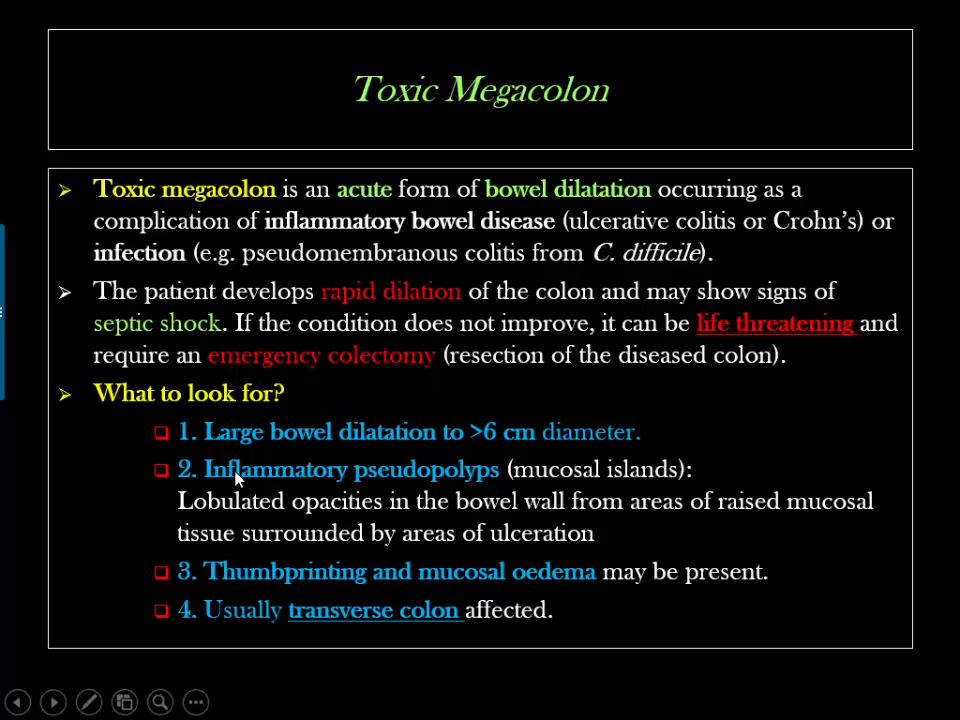 Toxic Megacolon
Toxic megacolon is an acute form of bowel dilatation occurring as a
complication of inflammatory bowel disease (ulcerative colitis or Crohn’s) or
infection (e.g. pseudomembranous colitis from C. difficile).
The patient develops rapid dilation of the colon and may show signs of
septic shock. If the condition does not improve, it can be life threatening and
require an emergency colectomy (resection of the diseased colon).
What to look for?
1. Large bowel dilatation to >6 cm diameter.
2. Inflammatory pseudopolyps (mucosal islands):
Lobulated opacities in the bowel wall from areas of raised mucosal
tissue surrounded by areas of ulceration
3. Thumbprinting and mucosal oedema may be present.
4. Usually transverse colon affected.